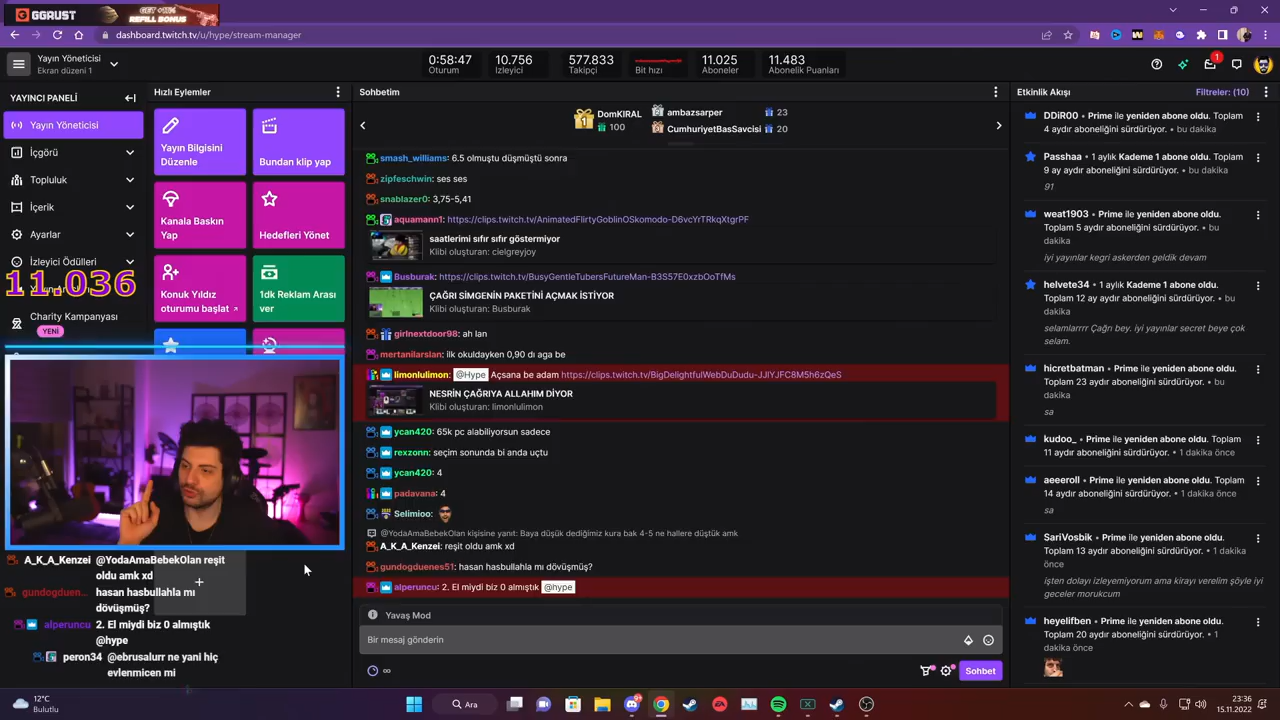 GGRUST
GET +11%
REFILL BONUS
dashboard.twitch.tv/u/hype/stream-manager
Yayın Yöneticisi
Ekran düzeni 1
0:58:47
Oturum
10.756
İzleyici
577.833
Takipçi
Bit hızı
11.025
Aboneler
11.483
Abonelik Puanları
1
YAYINCI PANELİ
Yayın Yöneticisi
İçgörü
Topluluk
İçerik
Ayarlar
İzleyici Ödülleri
11.036
Charity Kampanyası
YENİ
Hızlı Eylemler
Yayın Bilgisini
Düzenle
Bundan klip yap
Kanala Baskın
Yap
Hedefleri Yönet
Konuk Yıldız
oturumu başlat
1dk Reklam Arası
ver
A_K_A_Kenzei @YodaAmaBebekOlan reşit
oldu amk xd
gundogduen... hasan hasbullahla mı
dövüşmüş?
alperuncu 2. El miydi biz 0 almıştık
@hype
peron34 @ebrusalurr ne yani hiç
evlenmicen mi
Sohbetim
1 DomKIRAL
100
ambazsarper 23
CumhuriyetBasSavcisi 20
smash_williams: 6.5 olmuştu düşmüştü sonra
zipfeschwin: ses ses
snablazer0: 3,75-5,41
aquamann1: https://clips.twitch.tv/AnimatedFlirtyGoblinOSkomodo-D6vcYrTRkqXtgrPF
saatlerimi sıfır sıfır göstermiyor
Klibi oluşturan: cielgreyjoy
Busburak: https://clips.twitch.tv/BusyGentleTubersFutureMan-B3S57E0xzbOoTfMs
ÇAĞRI SİMGENİN PAKETİNİ AÇMAK İSTİYOR
Klibi oluşturan: Busburak
girlnextdoor98: ah lan
mertanilarslan: ilk okuldayken 0,90 dı aga be
limonlulimon: @Hype Açsana be adam https://clips.twitch.tv/BigDelightfulWebDuDudu-JJIYJFC8M5h6zQeS
NESRİN ÇAĞRIYA ALLAHIM DİYOR
Klibi oluşturan: limonlulimon
ycan420: 65k pc alabiliyorsun sadece
rexzonn: seçim sonunda bi anda uçtu
ycan420: 4
padavana: 4
Selimioo:
@YodaAmaBebekOlan kişisine yanıt: Baya düşük dediğimiz kura bak 4-5 ne hallere düştük amk
A_K_A_Kenzei: reşit oldu amk xd
gundogduenes51: hasan hasbullahla mı dövüşmüş?
alperuncu: 2. El miydi biz 0 almıştık @hype
Yavaş Mod
Bir mesaj gönderin
∞
Sohbet
Etkinlik Akışı
Filtreler: (10)
DDiR00 • Prime ile yeniden abone oldu. Toplam
4 aydır aboneliğini sürdürüyor. • bu dakika
Passhaa • 1 aylık Kademe 1 abone oldu. Toplam
9 ay aydır aboneliğini sürdürüyor. • bu dakika
91
weat1903 • Prime ile yeniden abone oldu.
Toplam 5 aydır aboneliğini sürdürüyor. • bu
dakika
iyi yayınlar kegri askerden geldik devam
helvete34 • 1 aylık Kademe 1 abone oldu.
Toplam 12 ay aydır aboneliğini sürdürüyor. • bu
dakika
selamlarrrr Çağrı bey. iyi yayınlar secret beye çok
selam.
hicretbatman • Prime ile yeniden abone oldu.
Toplam 23 aydır aboneliğini sürdürüyor. • bu
dakika
sa
kudoo_ • Prime ile yeniden abone oldu. Toplam
11 aydır aboneliğini sürdürüyor. • 1 dakika önce
aeeeroll • Prime ile yeniden abone oldu. Toplam
14 aydır aboneliğini sürdürüyor. • 1 dakika önce
sa
SariVosbik • Prime ile yeniden abone oldu.
Toplam 13 aydır aboneliğini sürdürüyor. • 1 dakika
önce
işten dolayı izleyemiyorum ama kirayı verelim şöyle iyi
geceler morukcum
heyelifben • Prime ile yeniden abone oldu.
Toplam 20 aydır aboneliğini sürdürüyor. • 1
dakika önce
12°C
Bulutlu
Ara
23:36
15.11.2022